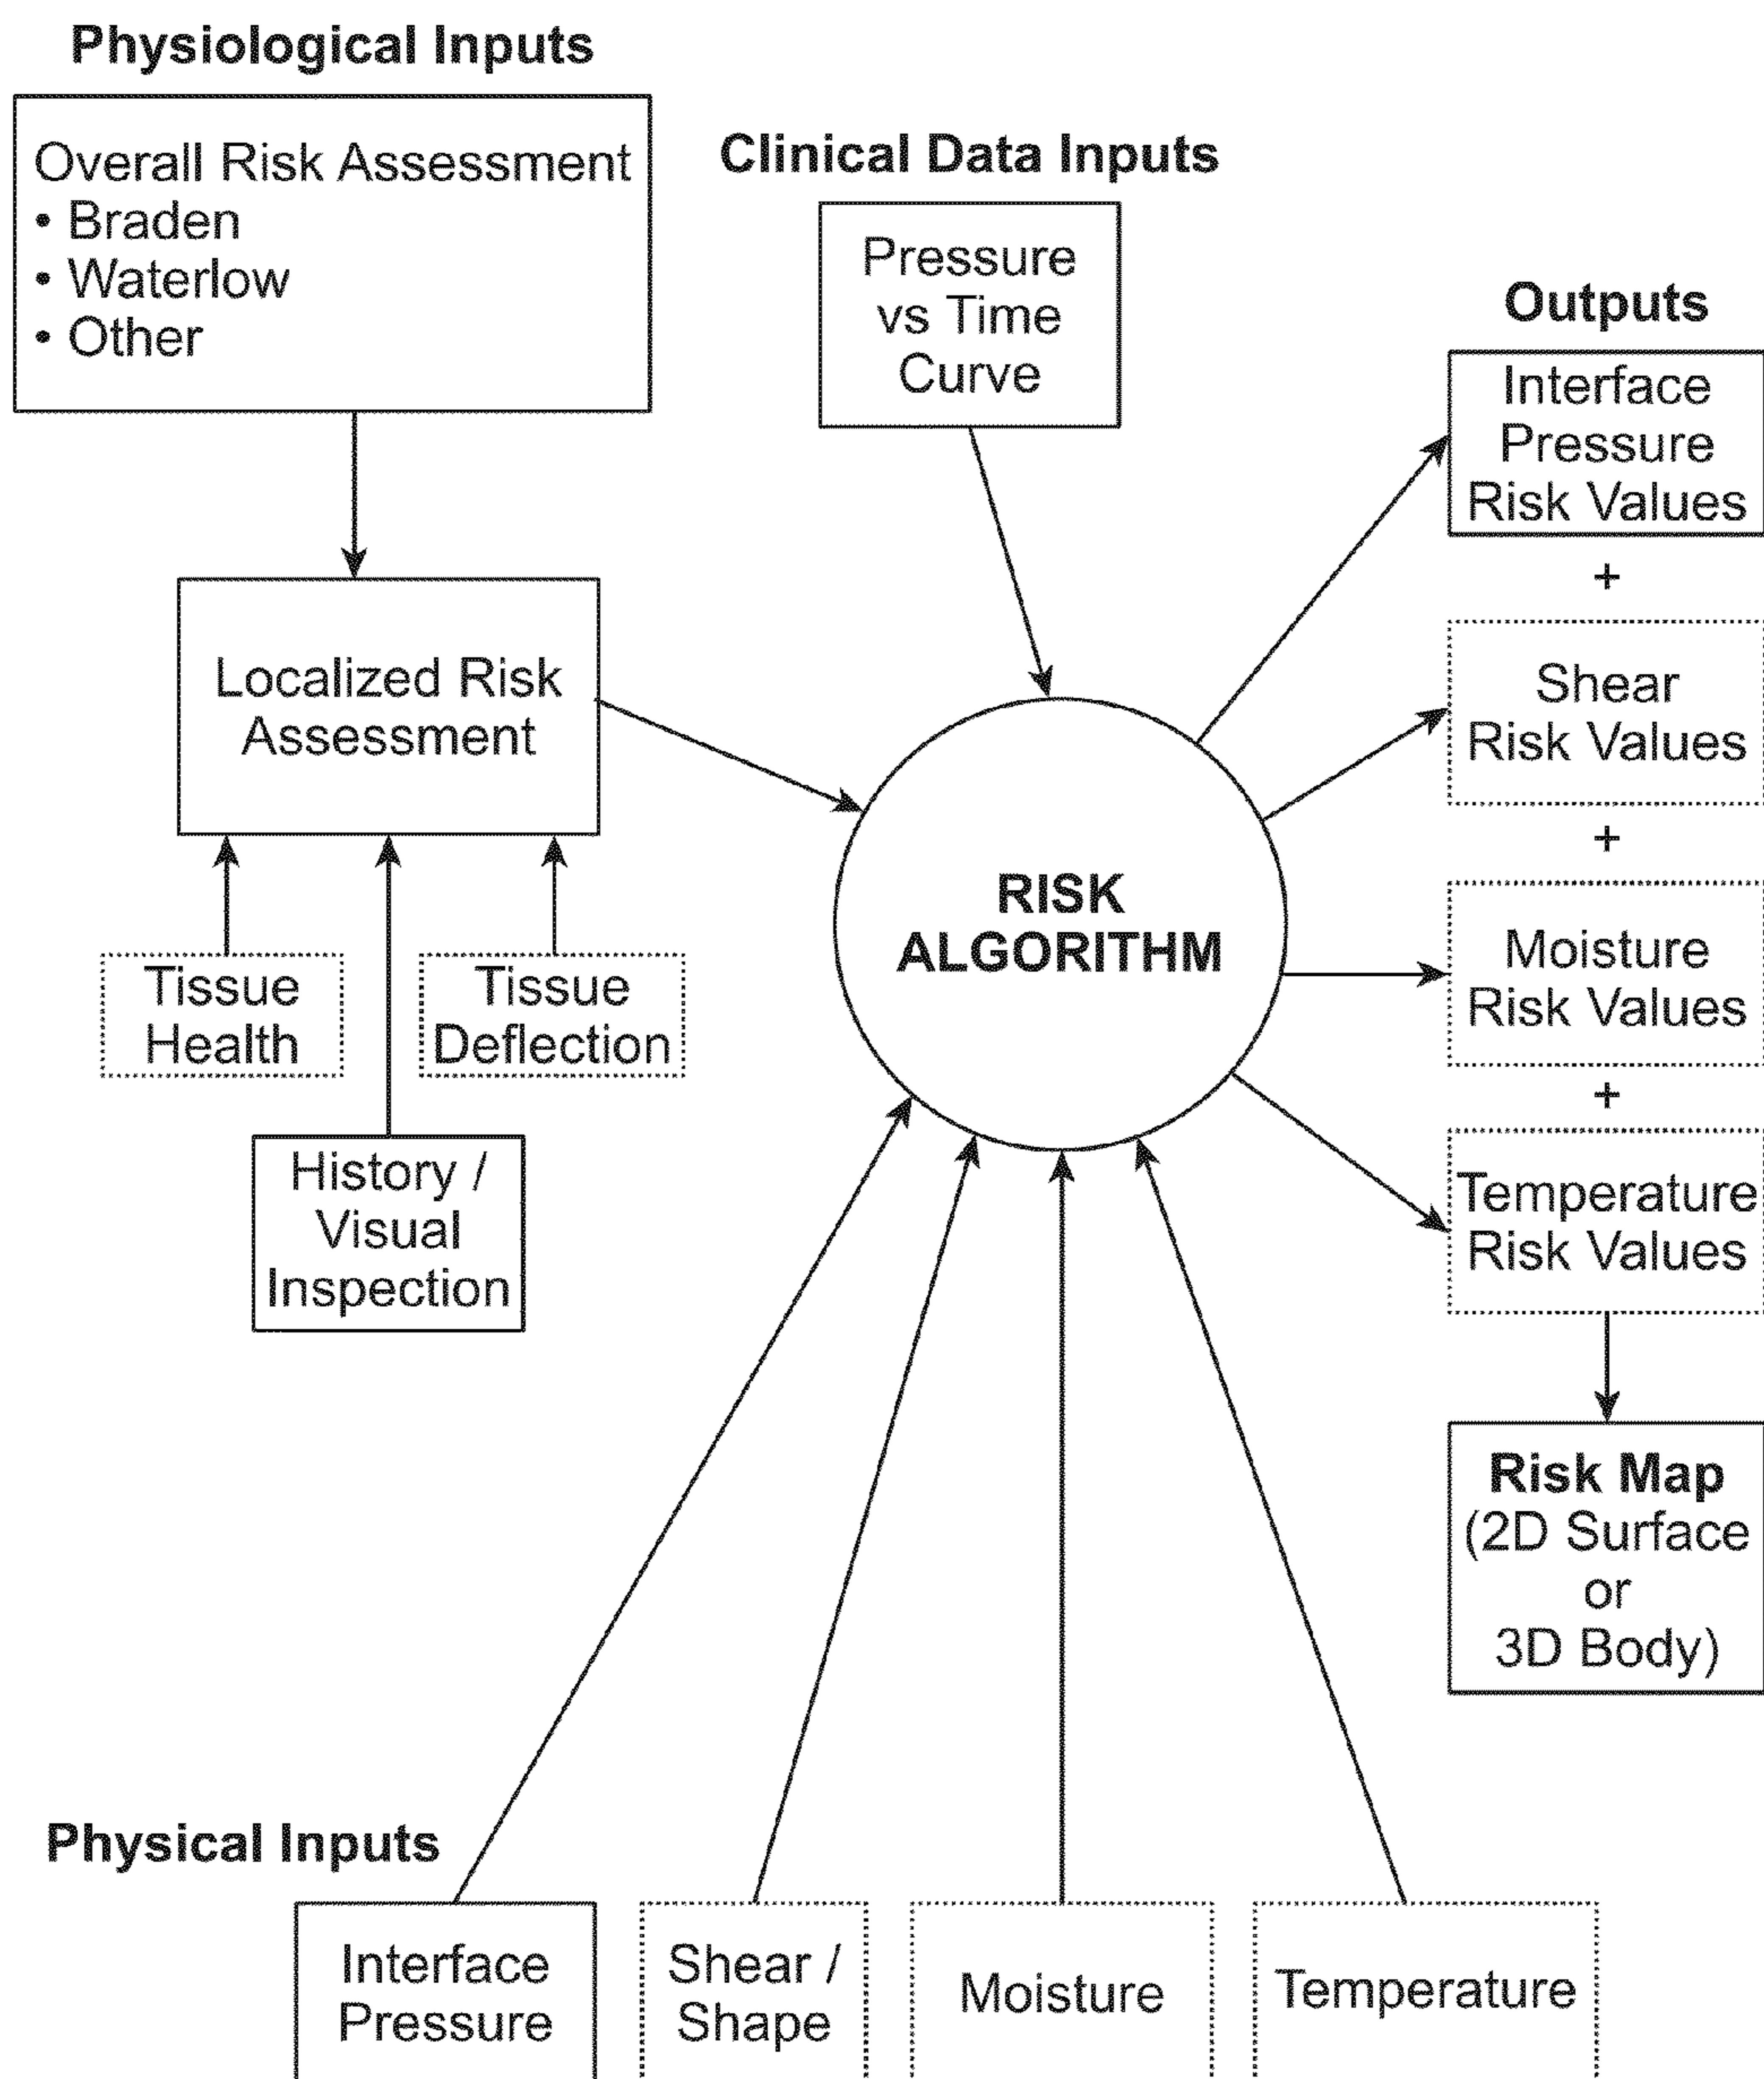 Physiological Inputs
Overall Risk Assessment
• Braden
• Waterlow
• Other
Clinical Data Inputs
Pressure
vs Time
Curve
Outputs
Interface
Pressure
Risk Values
+
Shear
Risk Values
+
Moisture
Risk Values
+
Temperature
Risk Values
Risk Map
(2D Surface
or
3D Body)
Localized Risk
Assessment
Tissue
Health
Tissue
Deflection
History /
Visual
Inspection
RISK
ALGORITHM
Physical Inputs
Interface
Pressure
Shear /
Shape
Moisture
Temperature